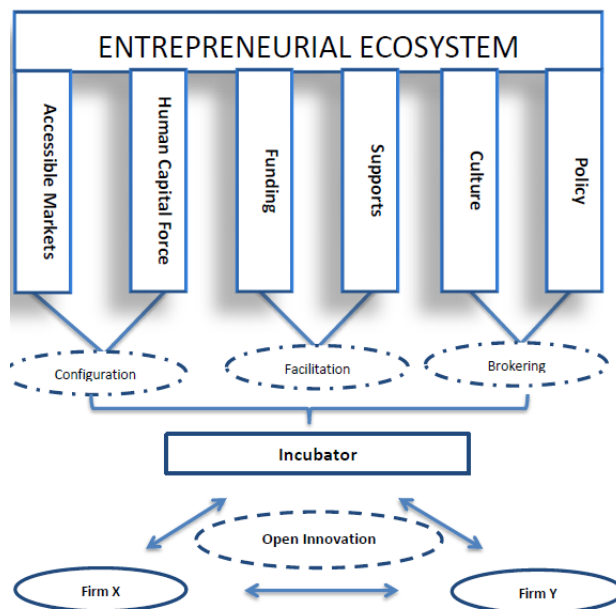 ENTREPRENEURIAL ECOSYSTEM
Accessible Markets
Human Capital Force
Funding
Supports
Culture
Policy
Configuration
Facilitation
Brokering
Incubator
Open Innovation
Firm X
Firm Y